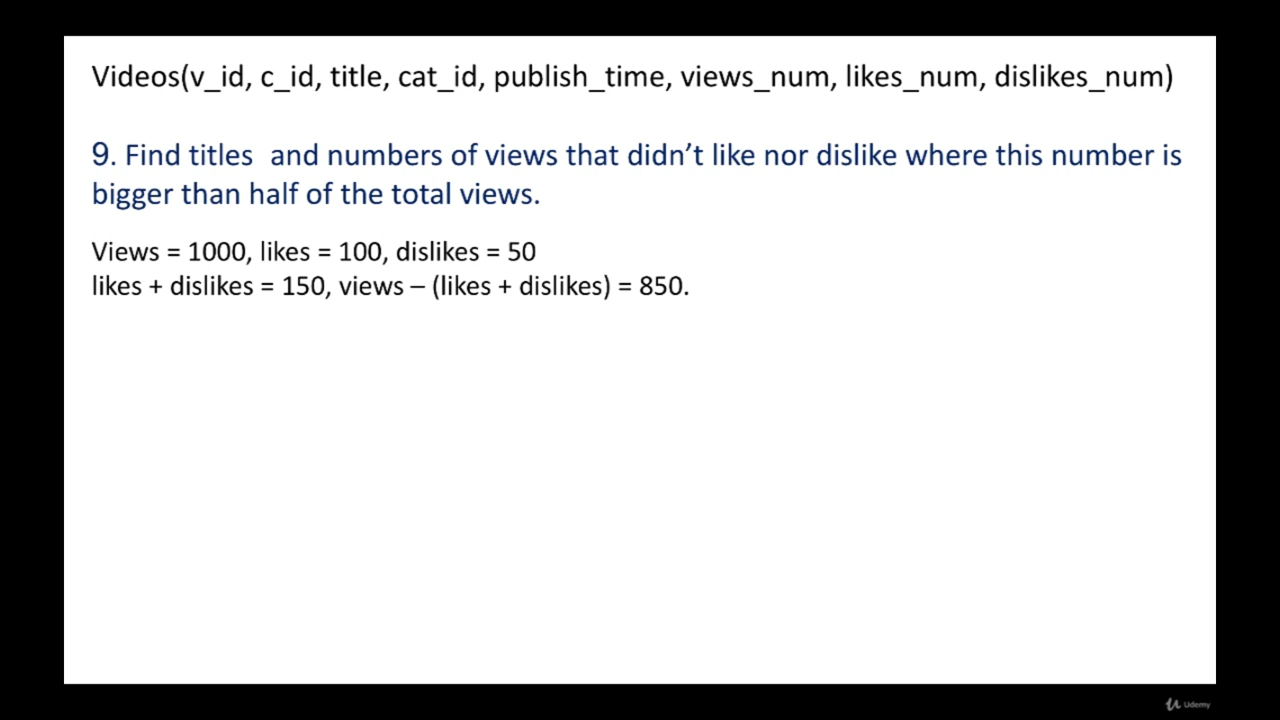 Videos(v_id, c_id, title, cat_id, publish_time, views_num, likes_num, dislikes_num)
9. Find titles  and numbers of views that didn’t like nor dislike where this number is
bigger than half of the total views.
Views = 1000, likes = 100, dislikes = 50
likes + dislikes = 150, views – (likes + dislikes) = 850.
Udemy